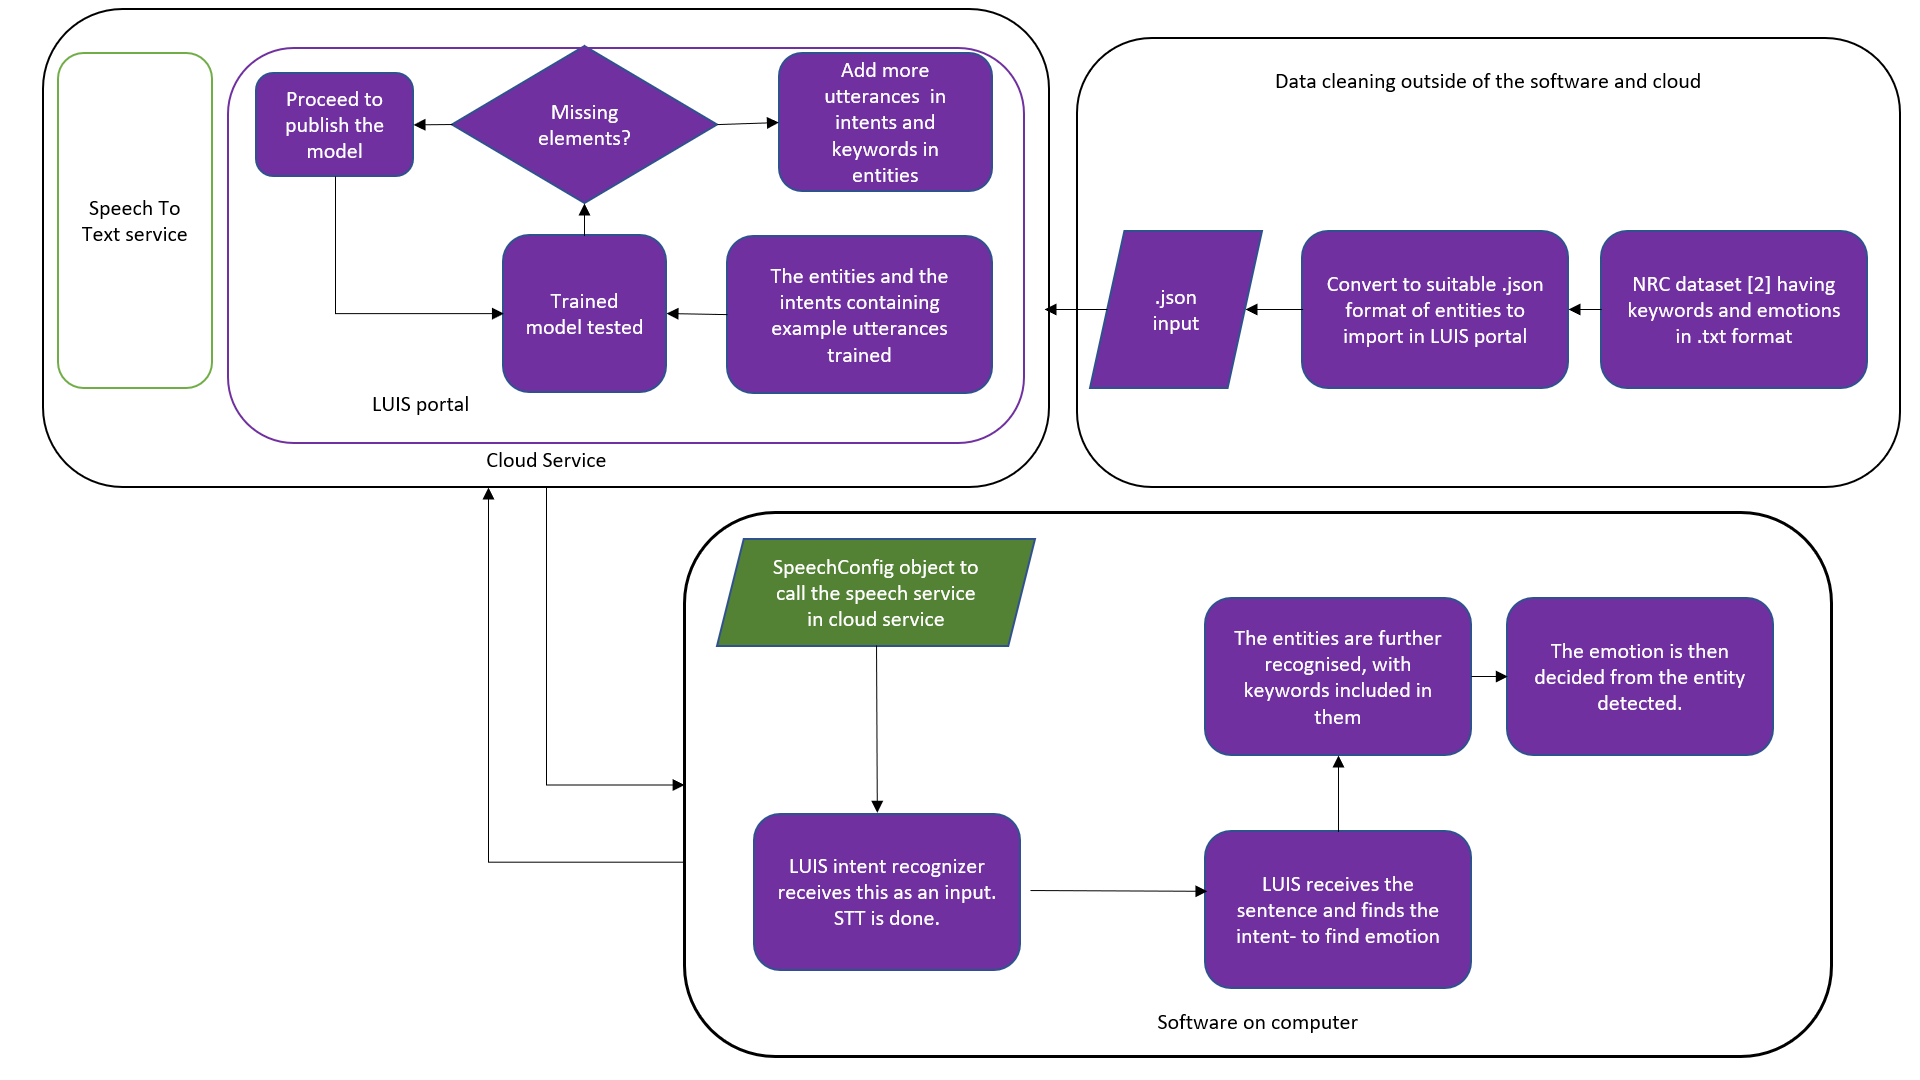 Speech To
Text service
Proceed to
publish the
model
Missing
elements?
Add more
utterances in
intents and
keywords in
entities
Trained
model tested
The entities and the
intents containing
example utterances
trained
LUIS portal
Cloud Service
Data cleaning outside of the software and cloud
.json
input
Convert to suitable .json
format of entities to
import in LUIS portal
NRC dataset [2] having
keywords and emotions
in .txt format
SpeechConfig object to
call the speech service
in cloud service
LUIS intent recognizer
receives this as an input.
STT is done.
LUIS receives the
sentence and finds the
intent- to find emotion
The entities are further
recognised, with
keywords included in
them
The emotion is then
decided from the entity
detected.
Software on computer